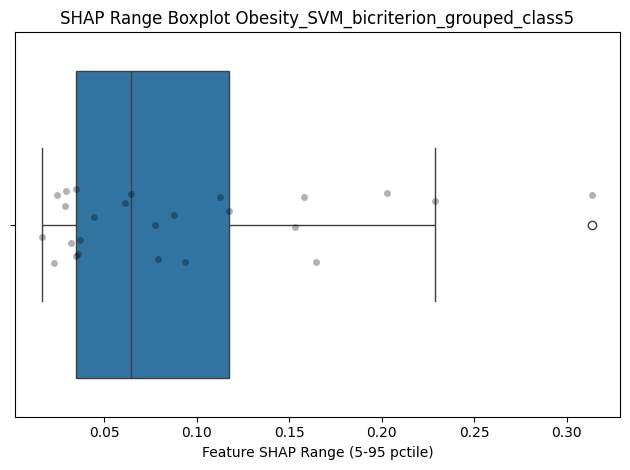 SHAP Range Boxplot Obesity_SVM_bicriterion_grouped_class5
0.05 0.10 0.15 0.20 0.25 0.30
Feature SHAP Range (5-95 pctile)